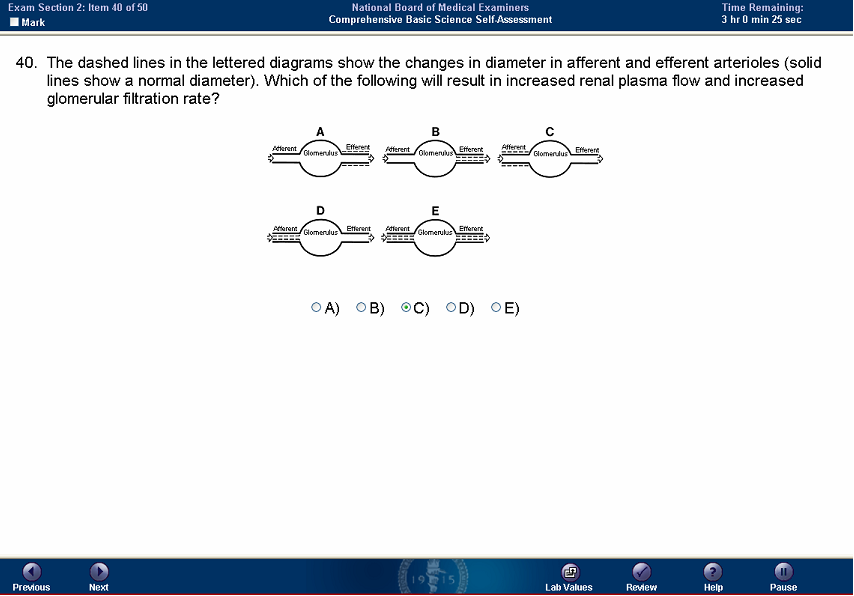 Exam Section 2: Item 40 of 50
National Board of Medical Examiners
Time Remaining:
Mark
Comprehensive Basic Science Self-Assessment
3 hr 0 min 25 sec
40. The dashed lines in the lettered diagrams show the changes in diameter in afferent and efferent arterioles (solid
lines show a normal diameter). Which of the following will result in increased renal plasma flow and increased
glomerular filtration rate?
A B C
Afferent Glomerulus Efferent Afferent Glomerulus Efferent Afferent Glomerulus Efferent
D E
Afferent Glomerulus Efferent Afferent Glomerulus Efferent
A) B) C) D) E)
1915
Previous Next Lab Values Review Help Pause